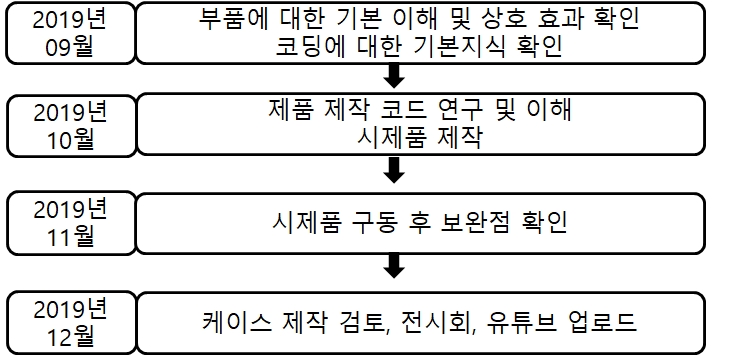 2019년
09월
부품에 대한 기본 이해 및 상호 효과 확인
코딩에 대한 기본지식 확인
2019년
10월
제품 제작 코드 연구 및 이해
시제품 제작
2019년
11월
시제품 구동 후 보완점 확인
2019년
12월
케이스 제작 검토, 전시회, 유튜브 업로드